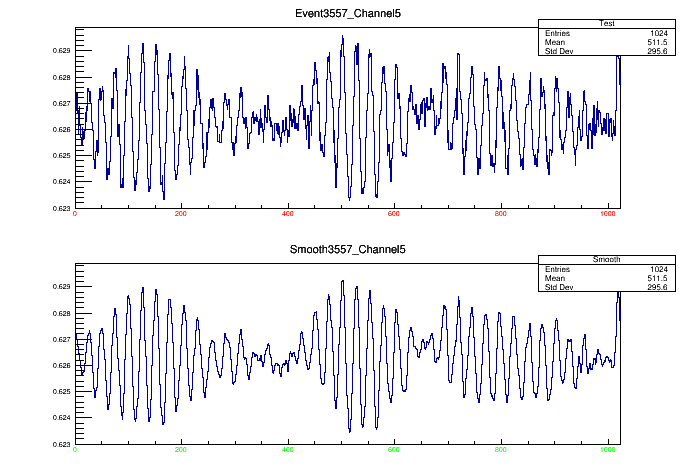 Event3557_Channel5
Test
Entries 1024
Mean 511.5
Std Dev 295.6
0.629
0.628
0.627
0.626
0.625
0.624
0.623
0 200 400 600 800 1000
Smooth3557_Channel5
Smooth
Entries 1024
Mean 511.5
Std Dev 295.6
0.629
0.628
0.627
0.626
0.625
0.624
0.623
0 200 400 600 800 1000